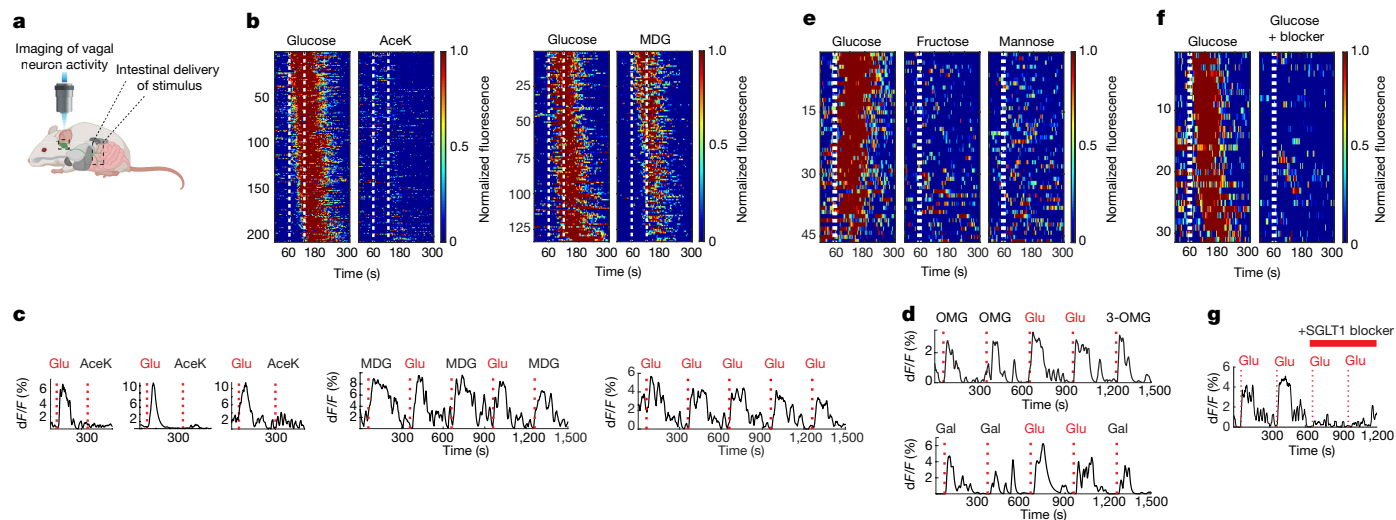 a
Imaging of vagal
neuron activity
Intestinal delivery
of stimulus
b
Glucose
AceK
50
100
150
200
60 180 300
60 180 300
Time (s)
1.0
0.5
0
Normalized fluorescence
Glucose
MDG
25
50
75
100
125
60 180 300
60 180 300
Time (s)
1.0
0.5
0
Normalized fluorescence
e
Glucose
Fructose
Mannose
15
30
45
60 180 300
60 180 300
60 180 300
Time (s)
1.0
0.5
0
Normalized fluorescence
f
Glucose
Glucose
+ blocker
10
20
30
60 180 300
60 180 300
Time (s)
1.0
0.5
0
Normalized fluorescence
c
Glu AceK
dF/F (%)
6
4
2
300
Glu AceK
10
6
2
300
Glu AceK
10
6
2
300
MDG Glu MDG Glu MDG
dF/F (%)
8
6
4
2
0
300 600 900 1,500
Time (s)
Glu Glu Glu Glu Glu
6
4
2
0
300 600 900 1,500
Time (s)
d
OMG OMG Glu Glu 3-OMG
dF/F (%)
2
0
300 600 900 1,500
Gal Gal Glu Glu Gal
dF/F (%)
6
4
2
300 600 900 1,500
Time (s)
g
+SGLT1 blocker
Glu Glu Glu Glu
dF/F (%)
6
4
2
0
300 600 900 1,200
Time (s)